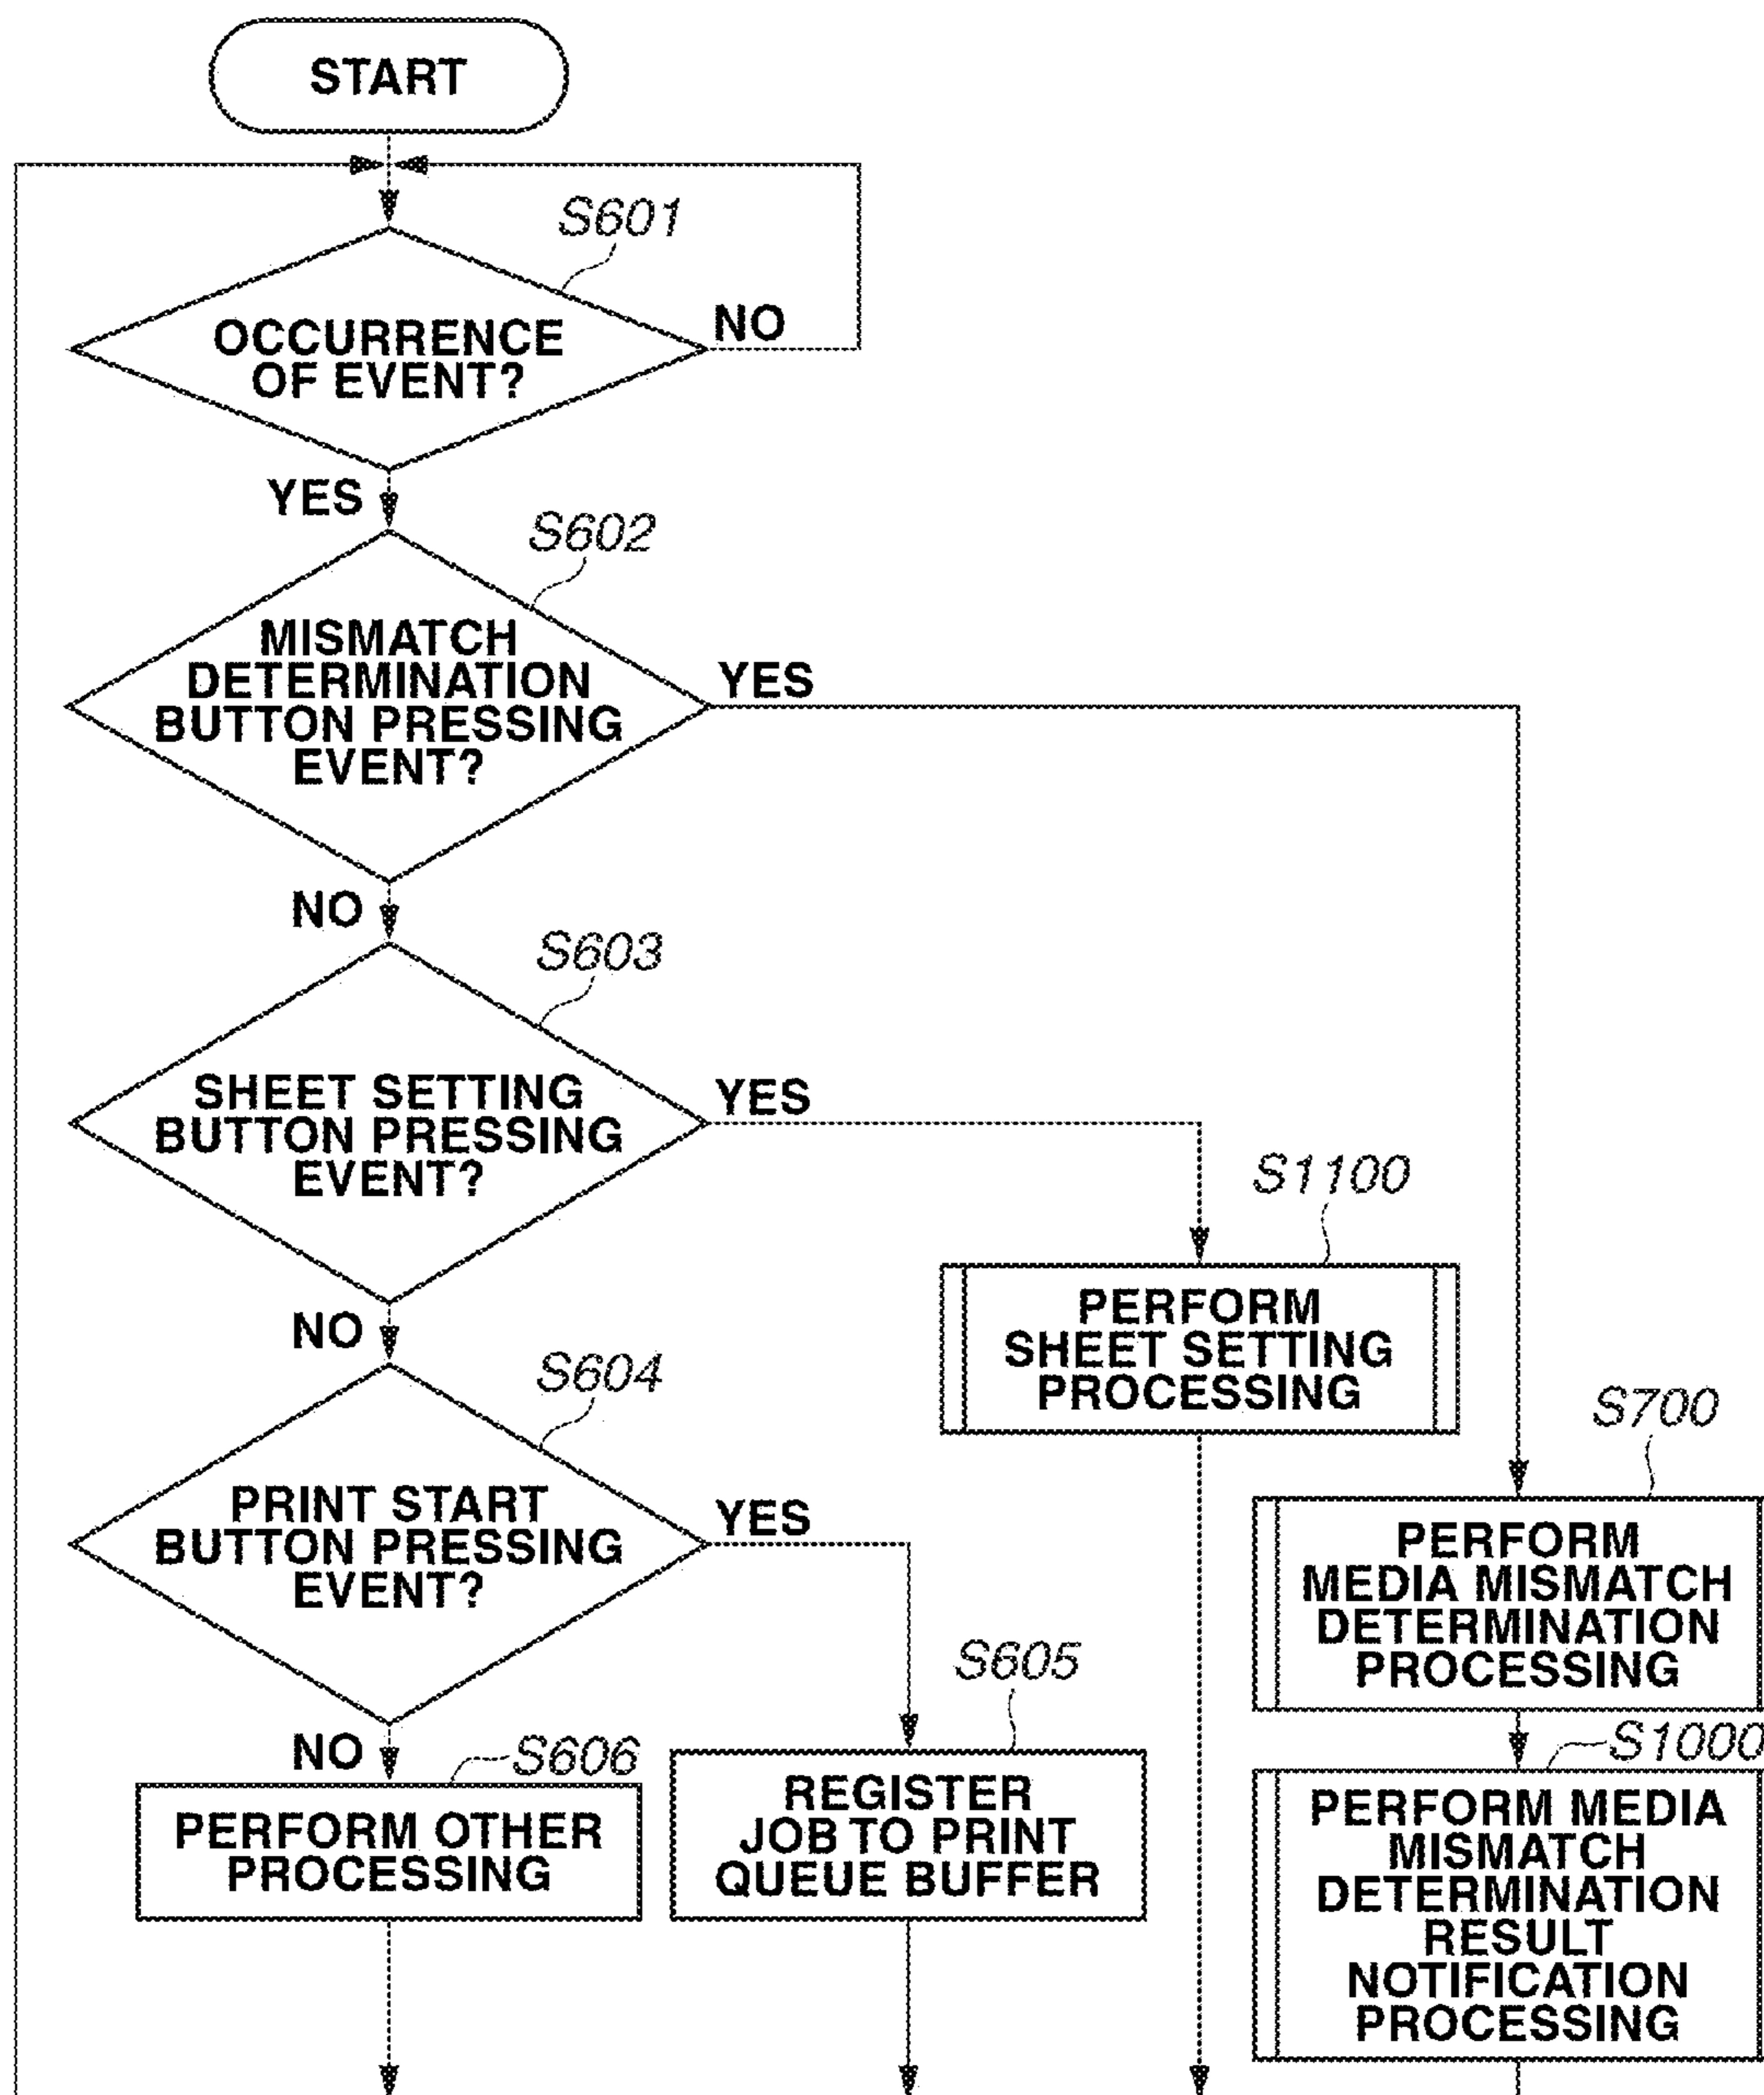 START
S601
OCCURRENCE
OF EVENT?
NO
YES
S602
MISMATCH
DETERMINATION
BUTTON PRESSING
EVENT?
YES
NO
S603
SHEET SETTING
BUTTON PRESSING
EVENT?
YES
S1100
PERFORM
SHEET SETTING
PROCESSING
NO
S604
PRINT START
BUTTON PRESSING
EVENT?
YES
S700
PERFORM
MEDIA MISMATCH
DETERMINATION
PROCESSING
S605
REGISTER
JOB TO PRINT
QUEUE BUFFER
NO
S606
PERFORM OTHER
PROCESSING
S1000
PERFORM MEDIA
MISMATCH
DETERMINATION
RESULT
NOTIFICATION
PROCESSING